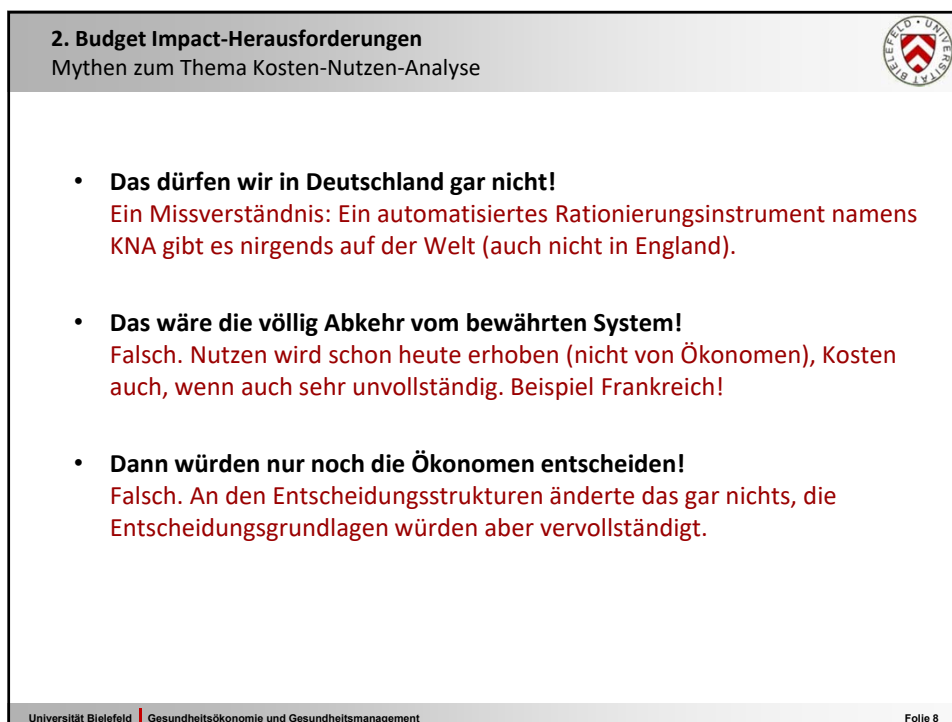 2. Budget Impact-Herausforderungen
Mythen zum Thema Kosten-Nutzen-Analyse
UNIVERSITÄT BIELEFELD
• Das dürfen wir in Deutschland gar nicht!
Ein Missverständnis: Ein automatisiertes Rationierungsinstrument namens
KNA gibt es nirgends auf der Welt (auch nicht in England).
• Das wäre die völlig Abkehr vom bewährten System!
Falsch. Nutzen wird schon heute erhoben (nicht von Ökonomen), Kosten
auch, wenn auch sehr unvollständig. Beispiel Frankreich!
• Dann würden nur noch die Ökonomen entscheiden!
Falsch. An den Entscheidungsstrukturen änderte das gar nichts, die
Entscheidungsgrundlagen würden aber vervollständigt.
Universität Bielefeld Gesundheitsökonomie und Gesundheitsmanagement Folie 8